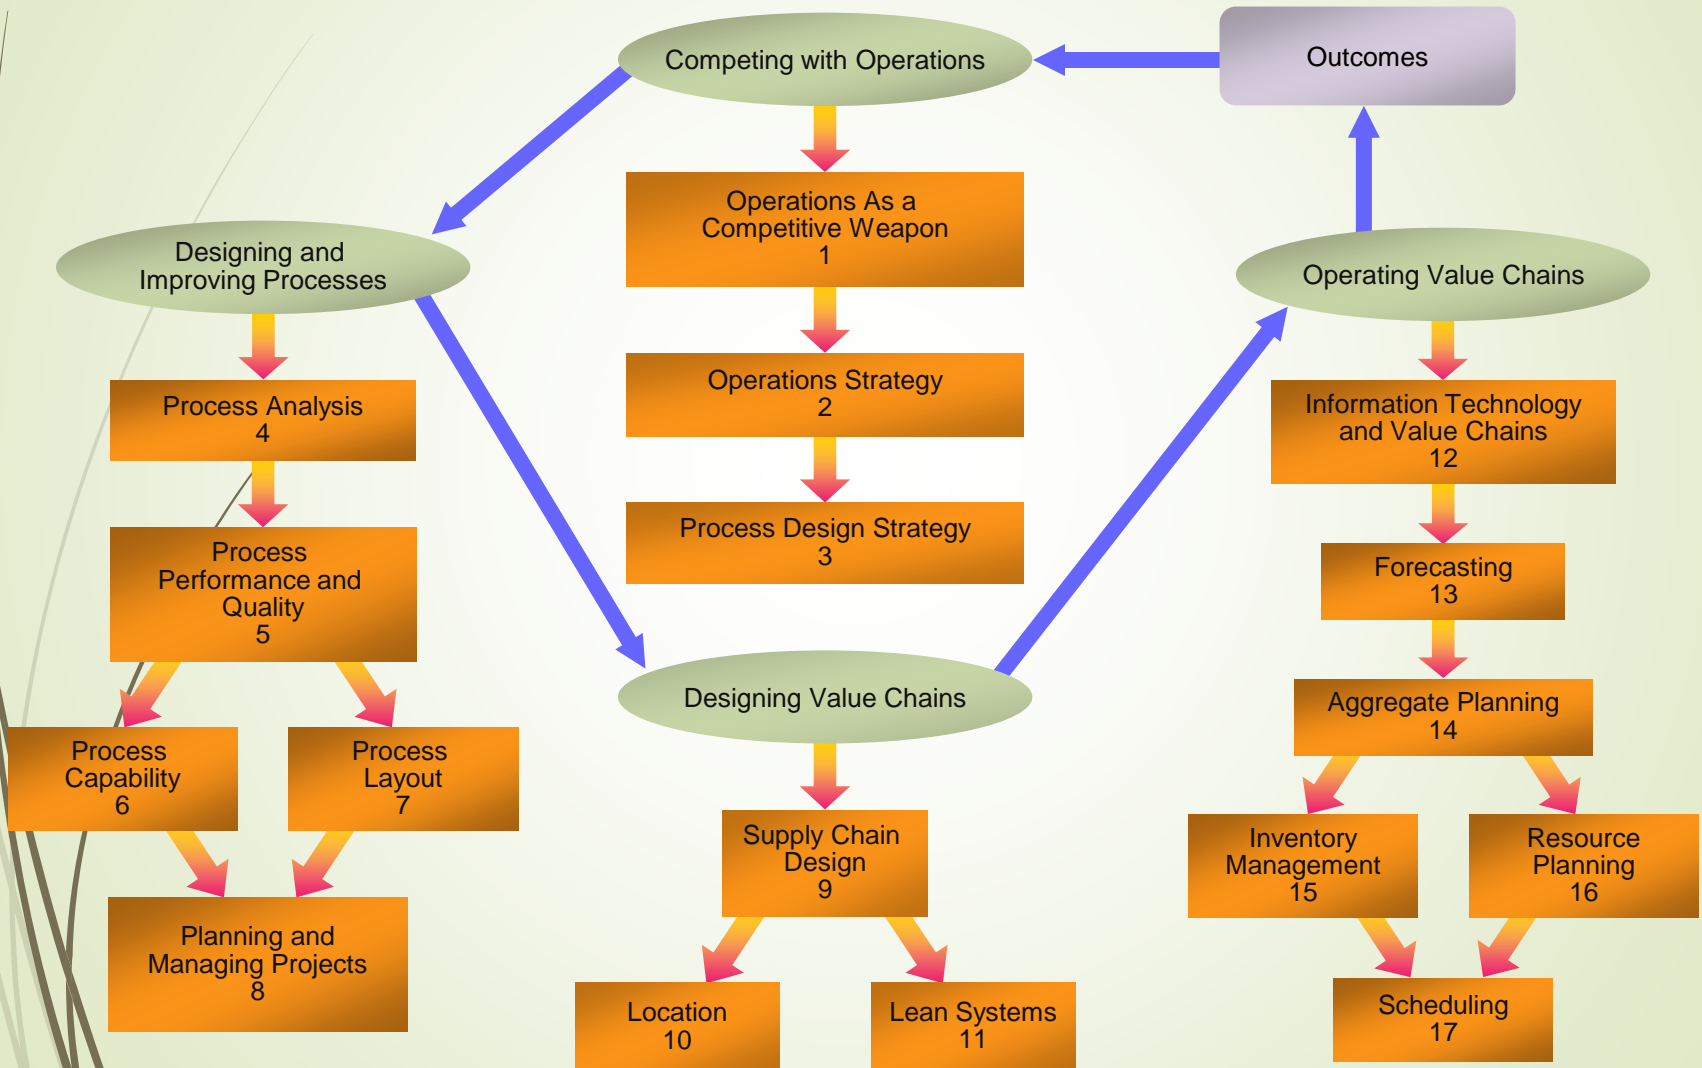 Competing with Operations
Outcomes
Operations As a
Competitive Weapon
1
Operations Strategy
2
Process Design Strategy
3
Designing and
Improving Processes
Process Analysis
4
Process
Performance and
Quality
5
Process
Capability
6
Process
Layout
7
Planning and
Managing Projects
8
Designing Value Chains
Supply Chain
Design
9
Location
10
Lean Systems
11
Operating Value Chains
Information Technology
and Value Chains
12
Forecasting
13
Aggregate Planning
14
Inventory
Management
15
Resource
Planning
16
Scheduling
17